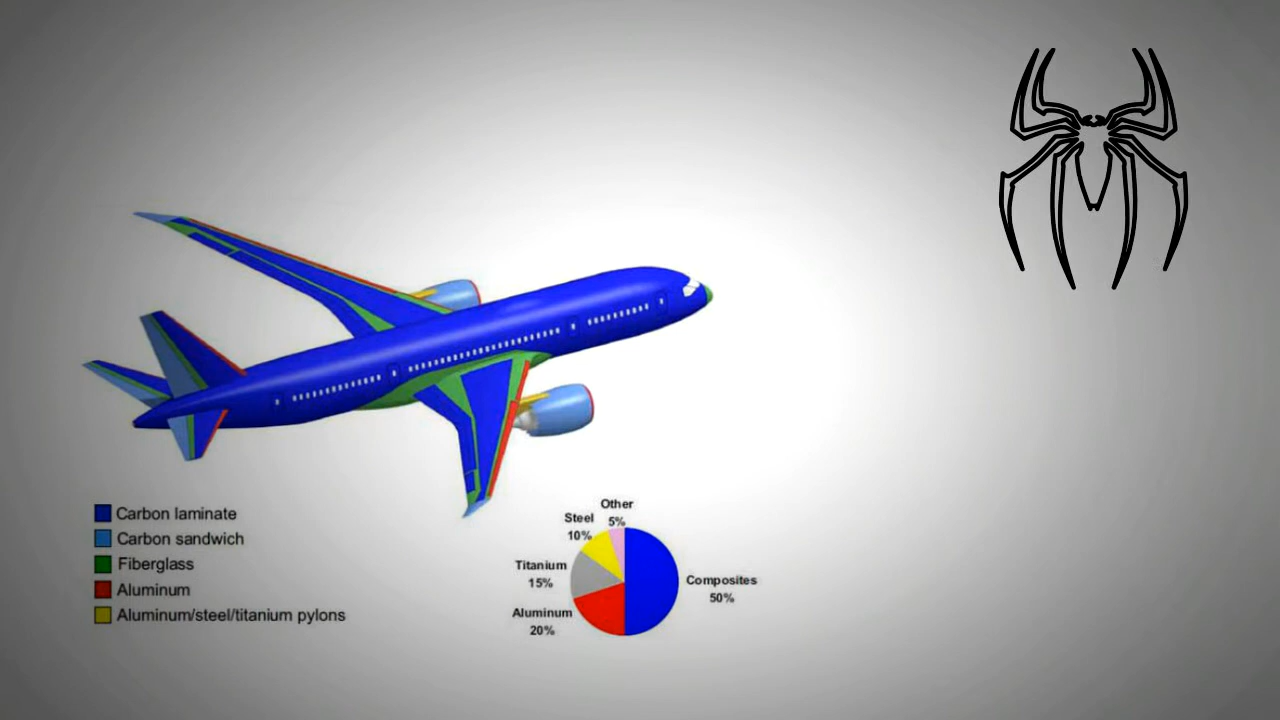 Carbon laminate
Carbon sandwich
Fiberglass
Aluminum
Aluminum/steel/titanium pylons
Other
5%
Steel
10%
Titanium
15%
Aluminum
20%
Composites
50%